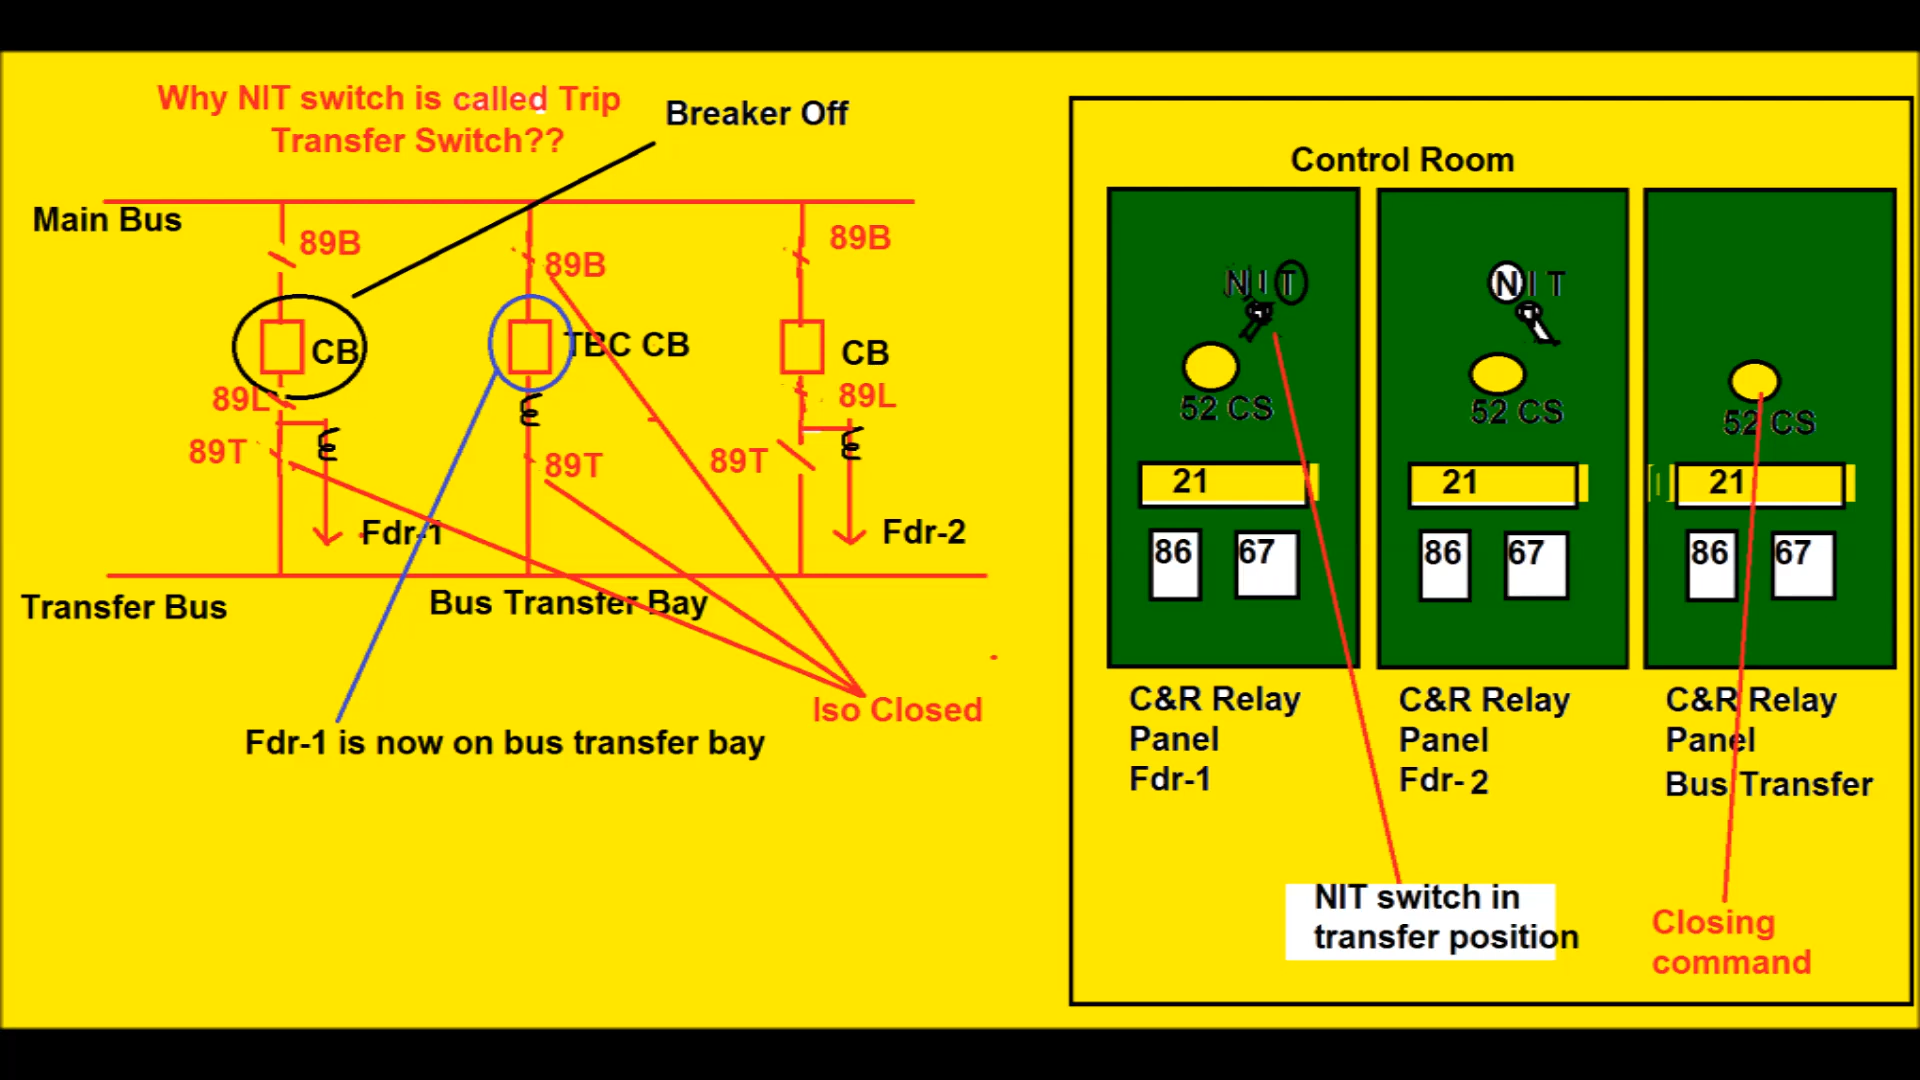 Why NIT switch is called Trip
Transfer Switch??
Breaker Off
Main Bus
89B
89B
89B
CB
TBC CB
CB
89L
89L
89T
89T
89T
Fdr-1
Fdr-2
Transfer Bus
Bus Transfer Bay
Iso Closed
Fdr-1 is now on bus transfer bay
Control Room
N I T
52 CS
21
86
67
C&R Relay
Panel
Fdr-1
N I T
52 CS
21
86
67
C&R Relay
Panel
Fdr-2
52 CS
21
86
67
C&R Relay
Panel
Bus Transfer
NIT switch in
transfer position
Closing
command